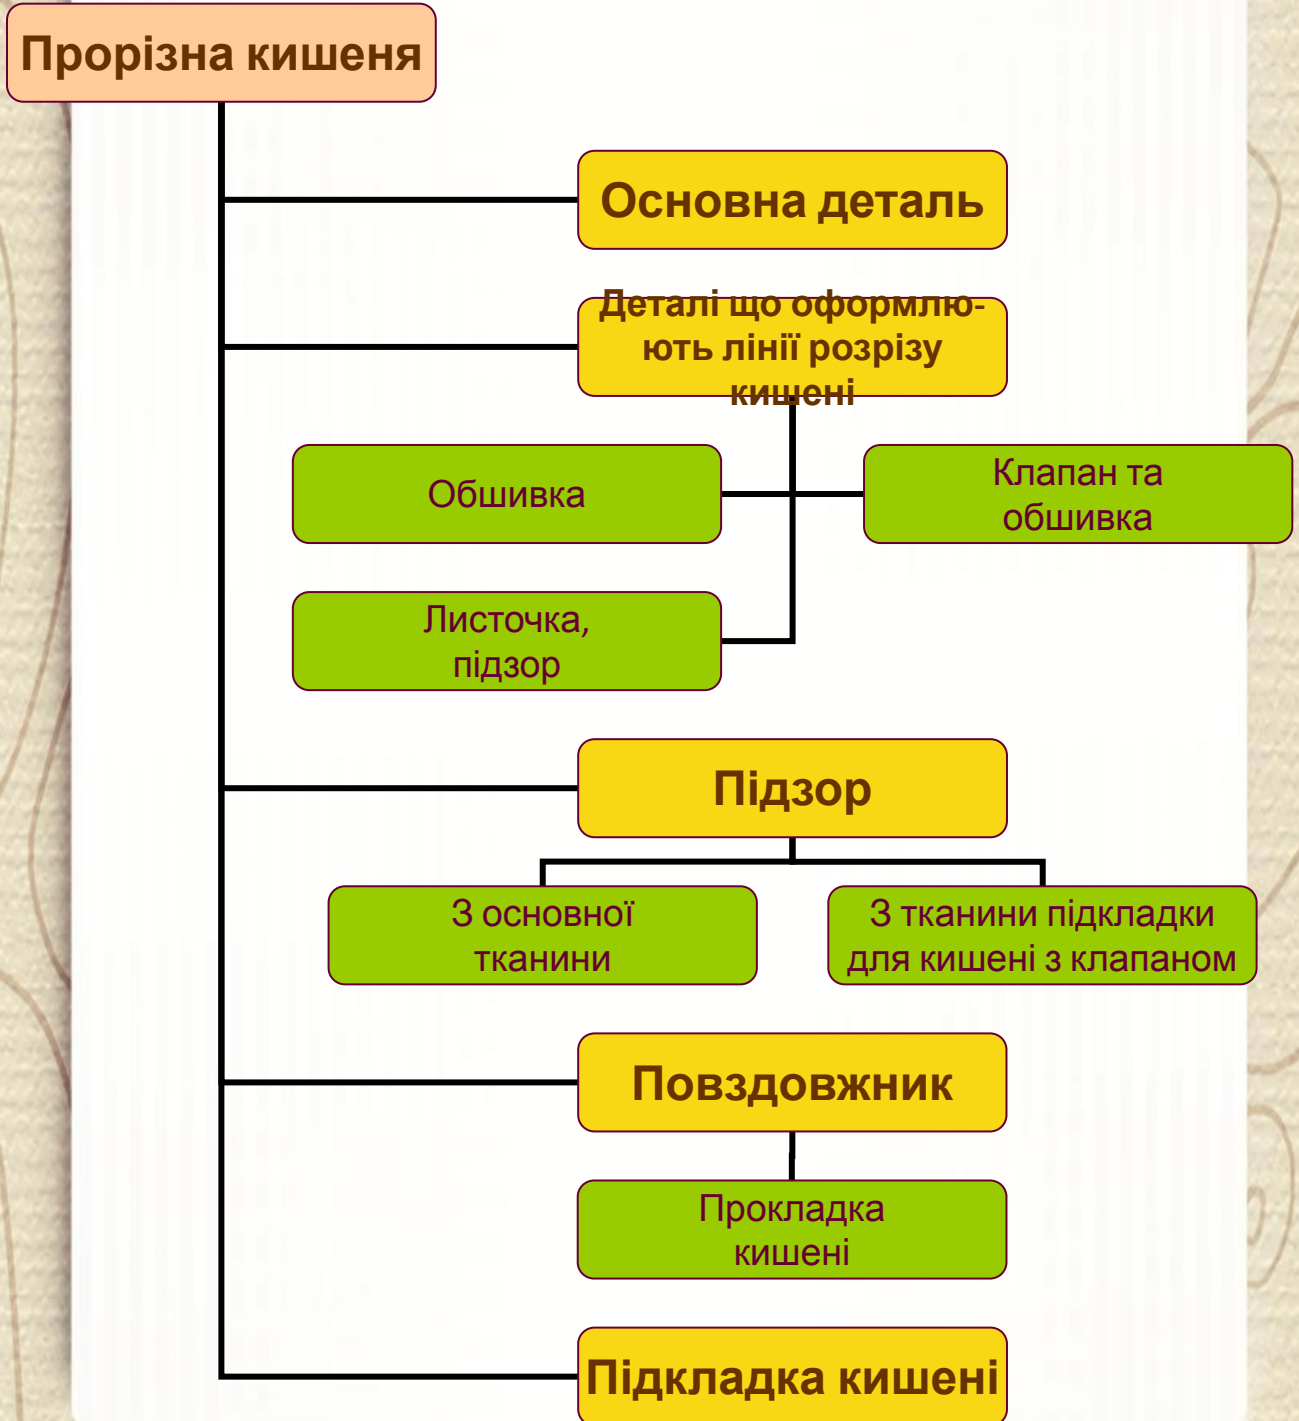 Прорізна кишеня
Основна деталь
Деталі що оформлю-
ють лінії розрізу
кишені
Обшивка
Клапан та
обшивка
Листочка,
підзор
Підзор
З основної
тканини
З тканини підкладки
для кишені з клапаном
Повздовжник
Прокладка
кишені
Підкладка кишені